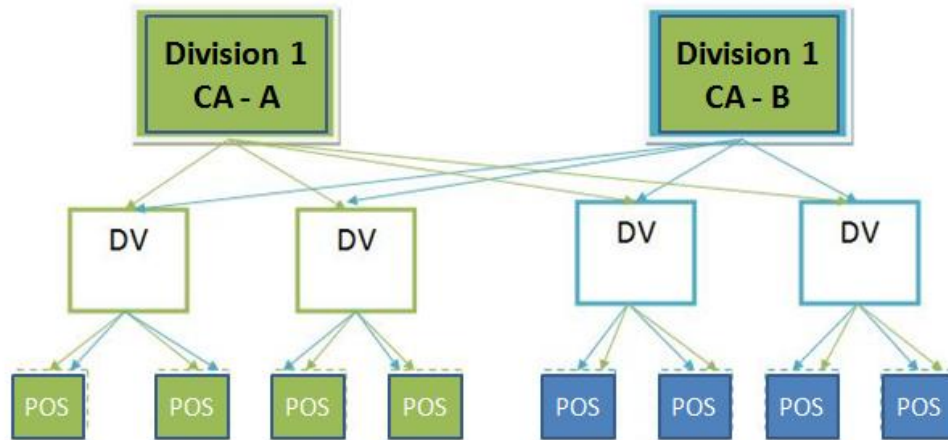 Division 1
CA - A
Division 1
CA - B
DV
DV
DV
DV
POS
POS
POS
POS
POS
POS
POS
POS